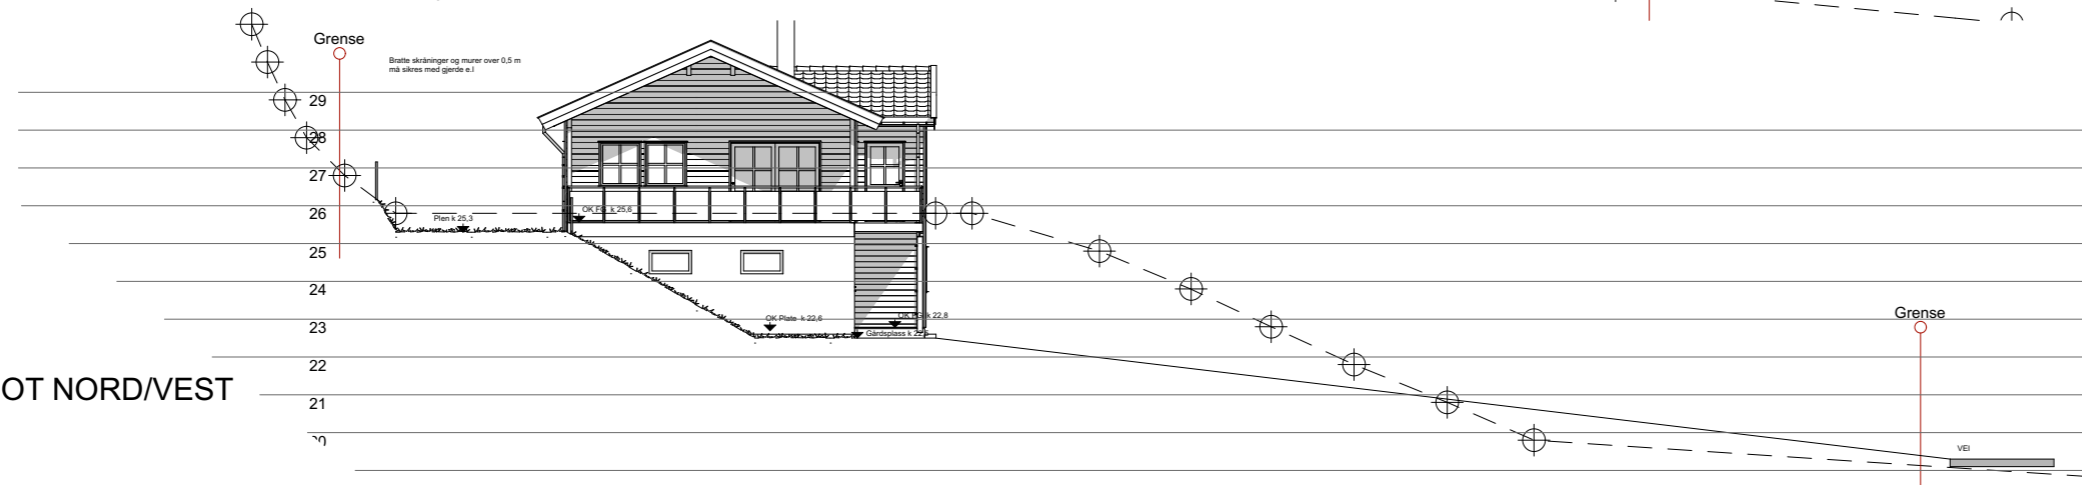 Grense
Bratte skråninger og murer over 0,5 m
må sikres med gjerde e.l
29
28
27
26
Plen k 25,3
OK FG k 25,6
25
24
23
OK Plate k 22,6
OK FG k 22,8
Gårdsplass k 22,5
Grense
22
OT NORD/VEST
21
20
VEI